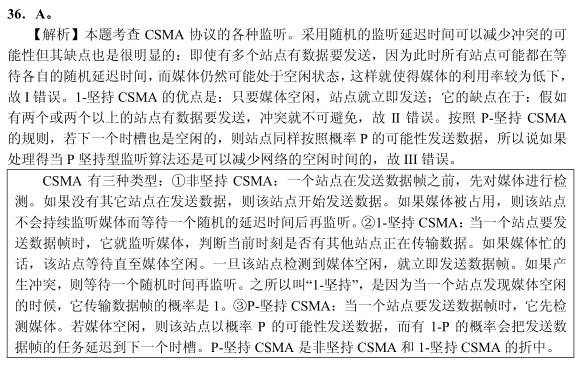 36．A。
【解析】本题考查 CSMA 协议的各种监听。采用随机的监听延迟时间可以减少冲突的可
能性但其缺点也是很明显的：即使有多个站点有数据要发送，因为此时所有站点可能都在等
待各自的随机延迟时间，而媒体仍然可能处于空闲状态，这样就使得媒体的利用率较为低下，
故 I 错误。1-坚持 CSMA 的优点是：只要媒体空闲，站点就立即发送；它的缺点在于：假如
有两个或两个以上的站点有数据要发送，冲突就不可避免，故 II 错误。按照 P-坚持 CSMA
的规则，若下一个时槽也是空闲的，则站点同样按照概率 P 的可能性发送数据，所以说如果
处理得当 P 坚持型监听算法还是可以减少网络的空闲时间的，故 III 错误。
CSMA 有三种类型：①非坚持 CSMA：一个站点在发送数据帧之前，先对媒体进行检
测。如果没有其它站点在发送数据，则该站点开始发送数据。如果媒体被占用，则该站点
不会持续监听媒体而等待一个随机的延迟时间后再监听。②1-坚持 CSMA：当一个站点要发
送数据帧时，它就监听媒体，判断当前时刻是否有其他站点正在传输数据。如果媒体忙的
话，该站点等待直至媒体空闲。一旦该站点检测到媒体空闲，就立即发送数据帧。如果产
生冲突，则等待一个随机时间再监听。之所以叫“1-坚持”，是因为当一个站点发现媒体空闲
的时候，它传输数据帧的概率是 1。③P-坚持 CSMA：当一个站点要发送数据帧时，它先检
测媒体。若媒体空闲，则该站点以概率 P 的可能性发送数据，而有 1-P 的概率会把发送数
据帧的任务延迟到下一个时槽。P-坚持 CSMA 是非坚持 CSMA 和 1-坚持 CSMA 的折中。